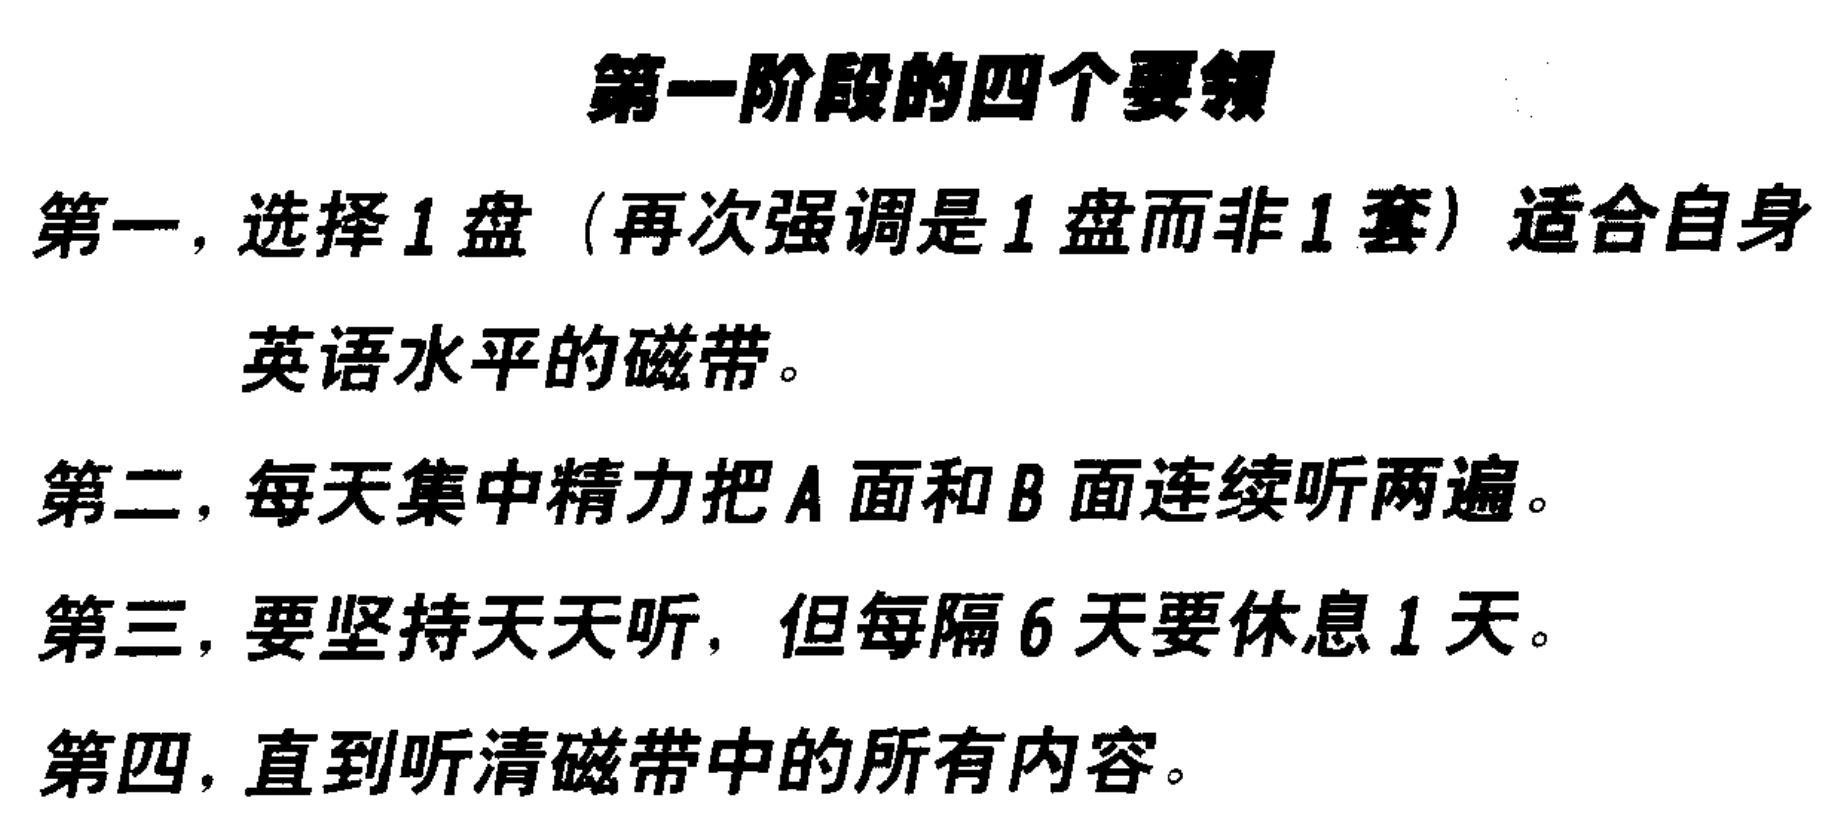 第一阶段的四个要领
第一，选择1盘（再次强调是1盘而非1套）适合自身
英语水平的磁带。
第二，每天集中精力把A面和B面连续听两遍。
第三，要坚持天天听，但每隔6天要休息1天。
第四，直到听清磁带中的所有内容。